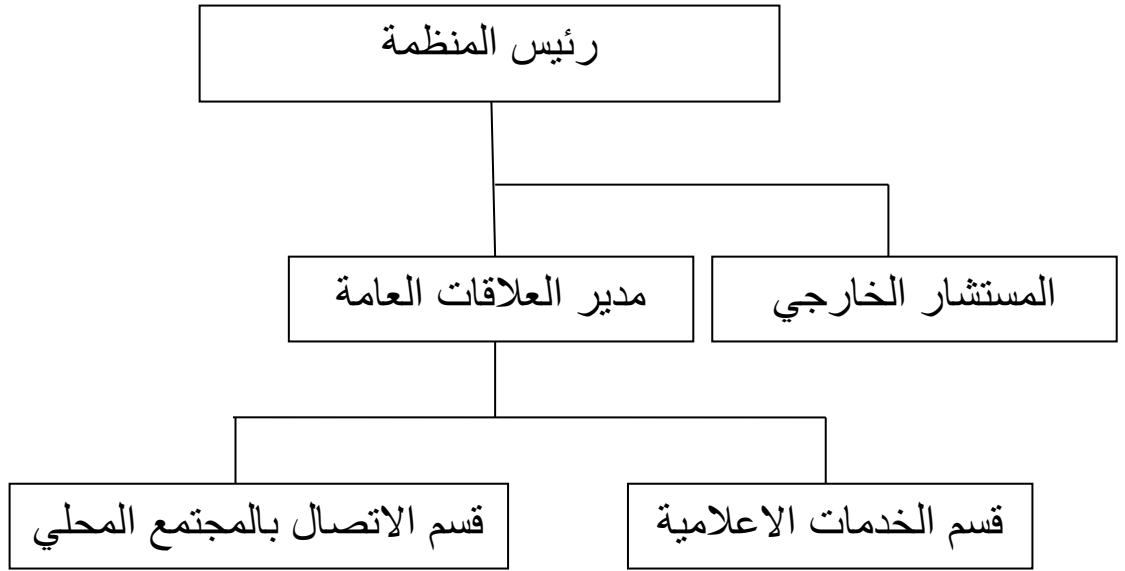 رئيس المنظمة
المستشار الخارجي
مدير العلاقات العامة
قسم الخدمات الاعلامية
قسم الاتصال بالمجتمع المحلي